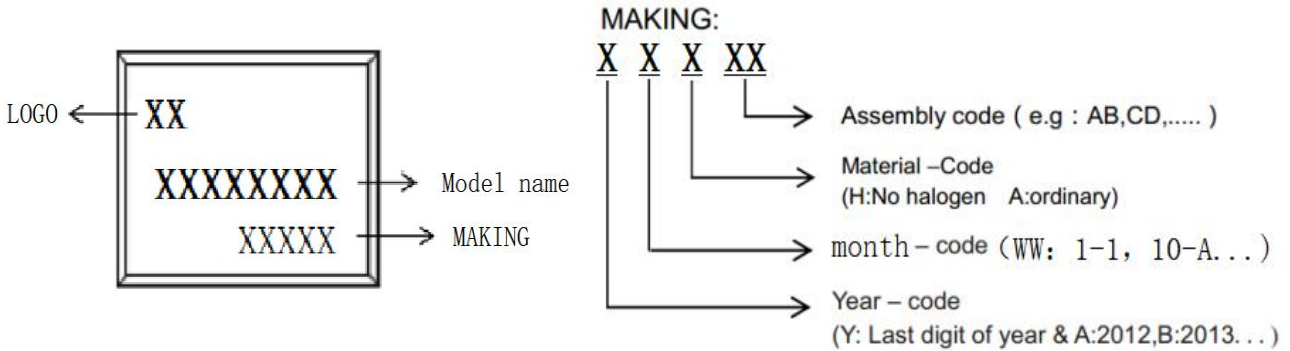 LOGO
XX
XXXXXXXX
Model name
XXXXX
MAKING
MAKING:
X X X XX
Assembly code ( e.g : AB,CD,..... )
Material –Code
(H:No halogen A:ordinary)
month – code (WW: 1-1, 10-A...)
Year – code
(Y: Last digit of year & A:2012,B:2013...)